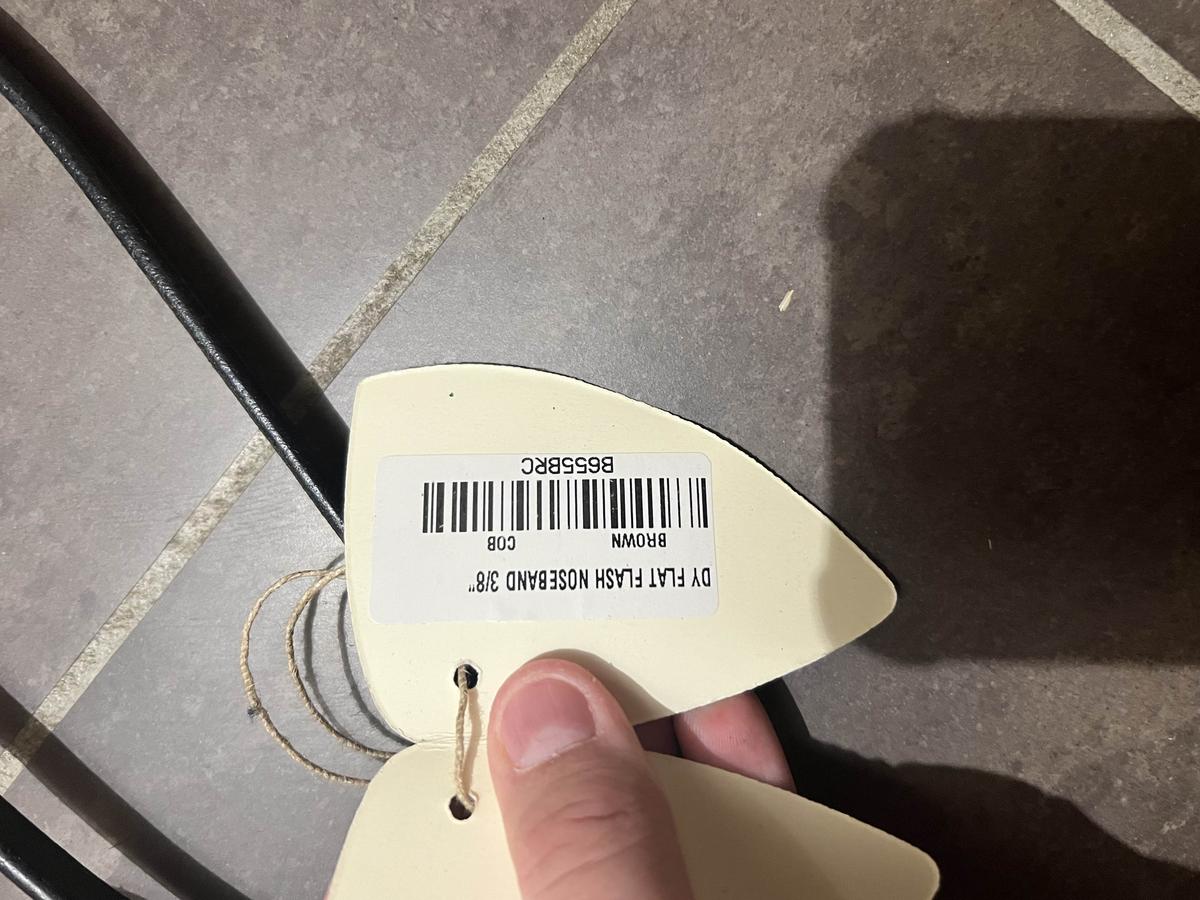 DY FLAT FLASH NOSEBAND 3/8"
BROWN COB
B655BRC